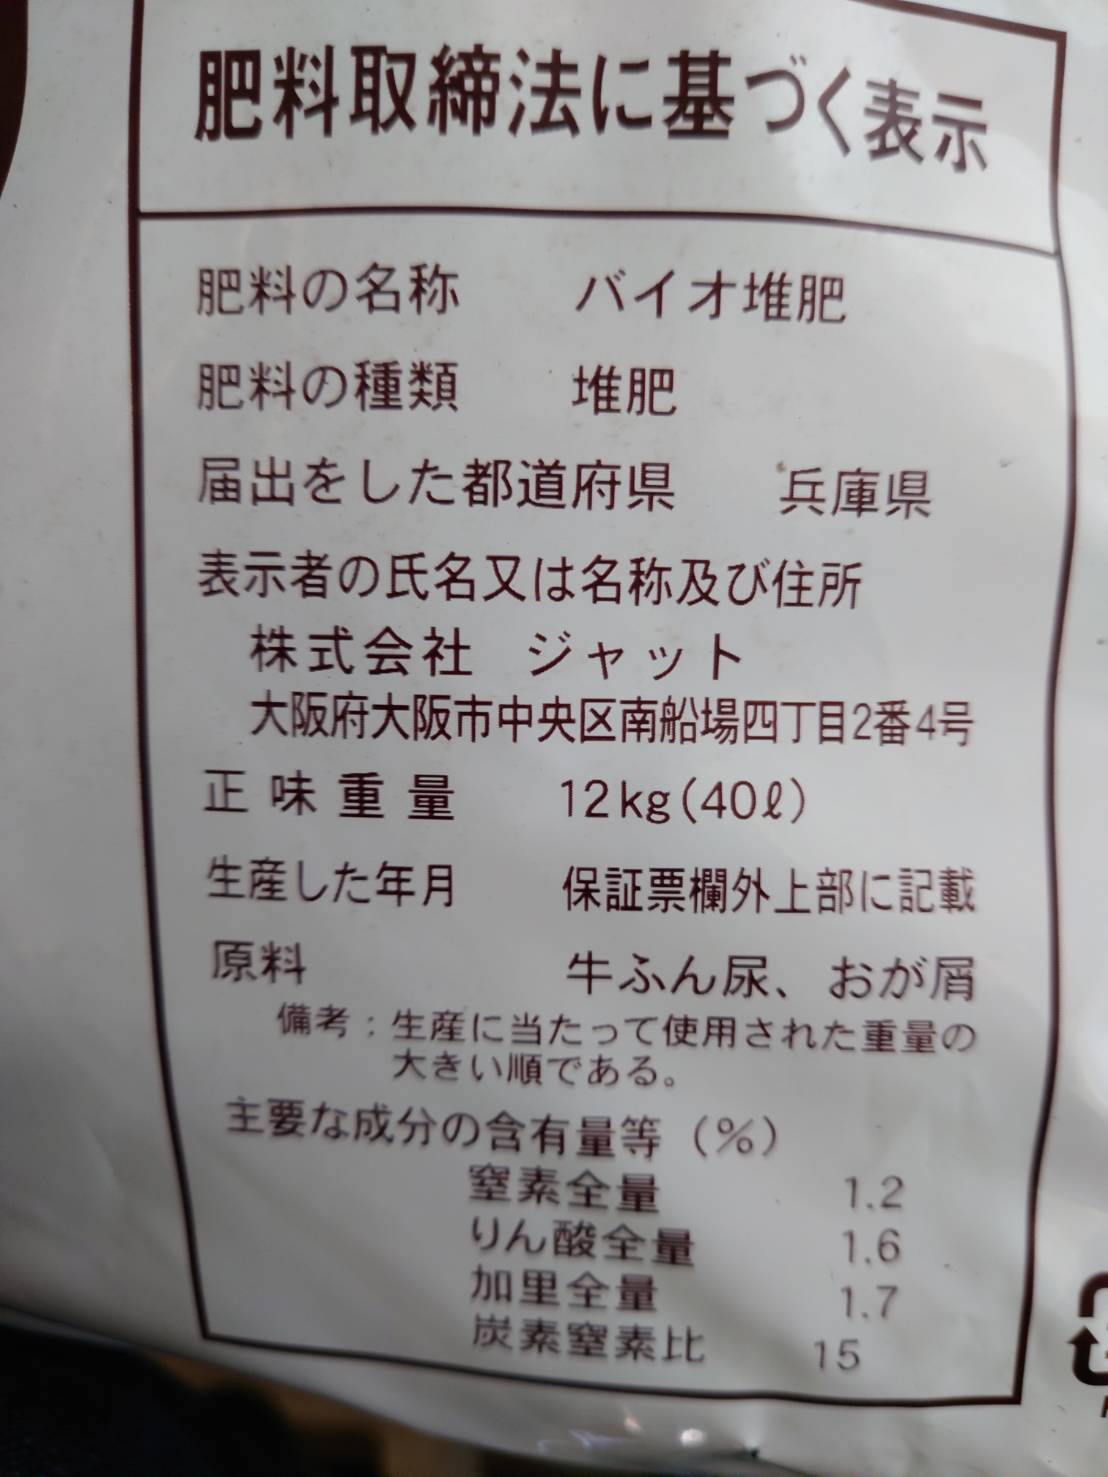 肥料取締法に基づく表示
肥料の名称 バイオ堆肥
肥料の種類 堆肥
届出をした都道府県 兵庫県
表示者の氏名又は名称及び住所
株式会社 ジャット
大阪府大阪市中央区南船場四丁目2番4号
正味重量 12kg(40ℓ)
生産した年月 保証票欄外上部に記載
原料 牛ふん尿、おが屑
備考:生産に当たって使用された重量の
大きい順である。
主要な成分の含有量等(%)
窒素全量 1.2
りん酸全量 1.6
加里全量 1.7
炭素窒素比 15